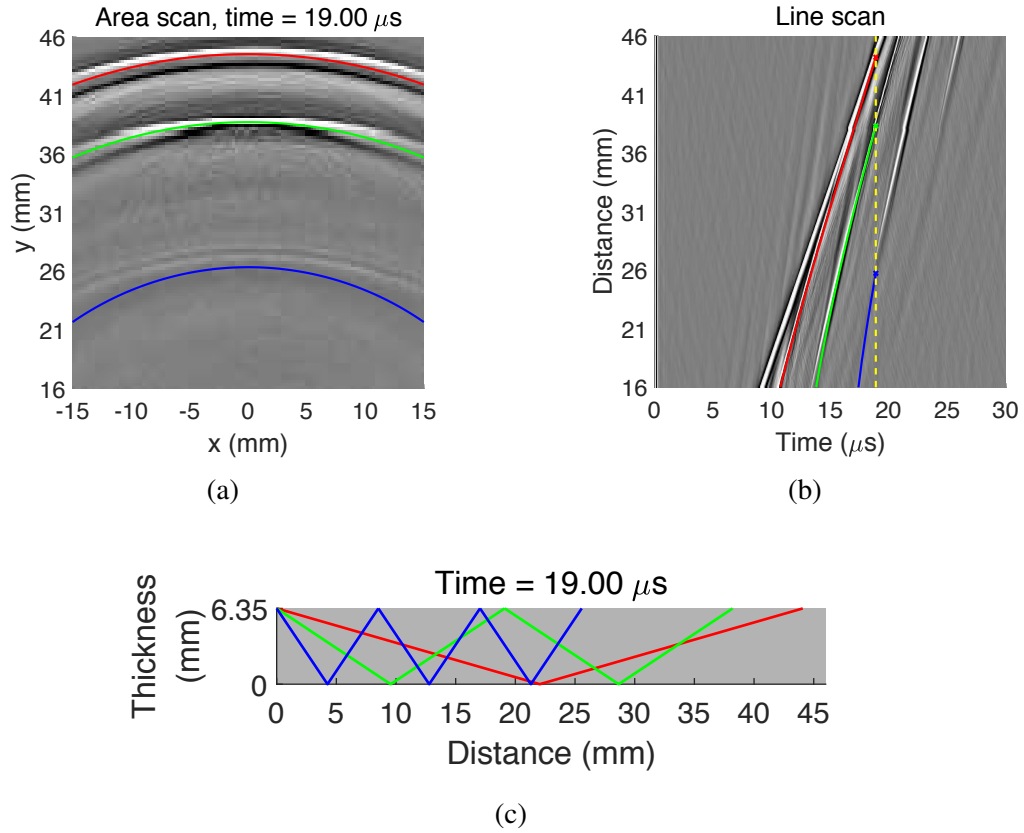 Area scan, time = 19.00 μs
y (mm)
46
41
36
31
26
21
16
-15 -10 -5 0 5 10 15
x (mm)
(a)
Line scan
Distance (mm)
46
41
36
31
26
21
16
0 5 10 15 20 25 30
Time (μs)
(b)
Time = 19.00 μs
Thickness
(mm)
6.35
0
0 5 10 15 20 25 30 35 40 45
Distance (mm)
(c)